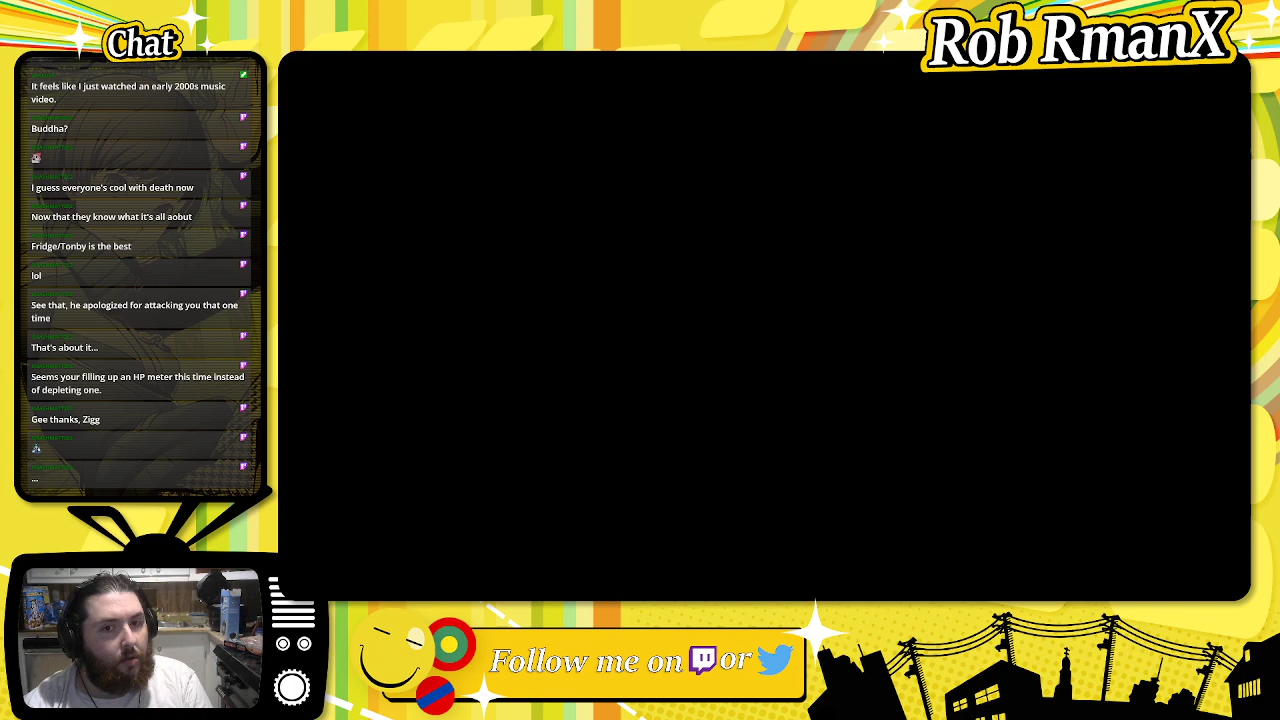 Chat
Rob RmanX
It feels like I just watched an early 2000s music
video.
Buddha?
I guess everyone's cool with death now
Now that they know what it's all aobut
Fridge/Tonby is the best
lol
See that, he apologized for attacking you that one
time
That's about it...
Seems your filling up an HP meter this time instead
of depleting one
Gee thanks, Zigg
...
Follow me on or